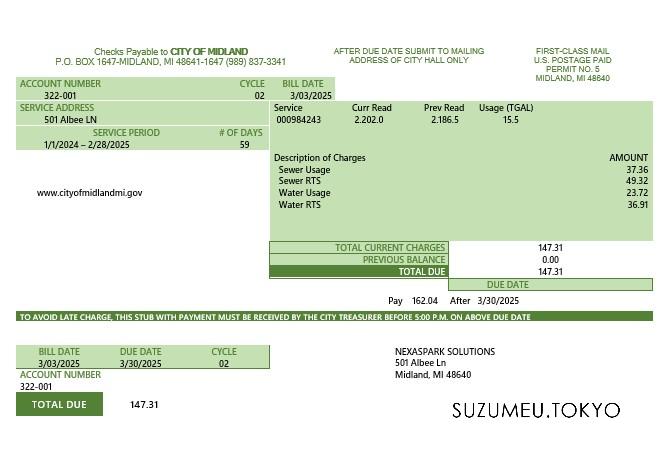 Checks Payable to CITY OF MIDLAND
P.O. BOX 1647-MIDLAND, MI 48641-1647 (989) 837-3341
AFTER DUE DATE SUBMIT TO MAILING
ADDRESS OF CITY HALL ONLY
FIRST-CLASS MAIL
U.S. POSTAGE PAID
PERMIT NO. 5
MIDLAND, MI 48640
ACCOUNT NUMBER CYCLE BILL DATE
322-001 02 3/03/2025
SERVICE ADDRESS
501 Albee LN
SERVICE PERIOD # OF DAYS
1/1/2024 – 2/28/2025 59
www.cityofmidlandmi.gov
Service Curr Read Prev Read Usage (TGAL)
000984243 2.202.0 2.186.5 15.5
Description of Charges AMOUNT
Sewer Usage 37.36
Sewer RTS 49.32
Water Usage 23.72
Water RTS 36.91
TOTAL CURRENT CHARGES 147.31
PREVIOUS BALANCE 0.00
TOTAL DUE 147.31
DUE DATE
Pay 162.04 After 3/30/2025
TO AVOID LATE CHARGE, THIS STUB WITH PAYMENT MUST BE RECEIVED BY THE CITY TREASURER BEFORE 5:00 P.M. ON ABOVE DUE DATE
BILL DATE DUE DATE CYCLE
3/03/2025 3/30/2025 02
ACCOUNT NUMBER
322-001
TOTAL DUE 147.31
NEXASPARK SOLUTIONS
501 Albee Ln
Midland, MI 48640
SUZUMEU.TOKYO